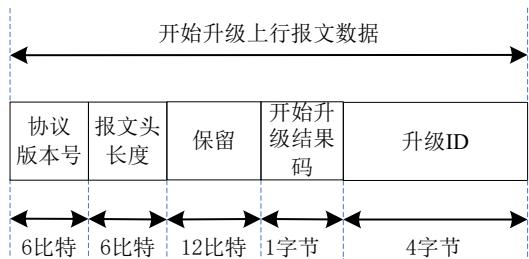 开始升级上行报文数据
协议
版本号
报文头
长度
保留
开始升
级结果
码
升级ID
6比特
6比特
12比特
1字节
4字节